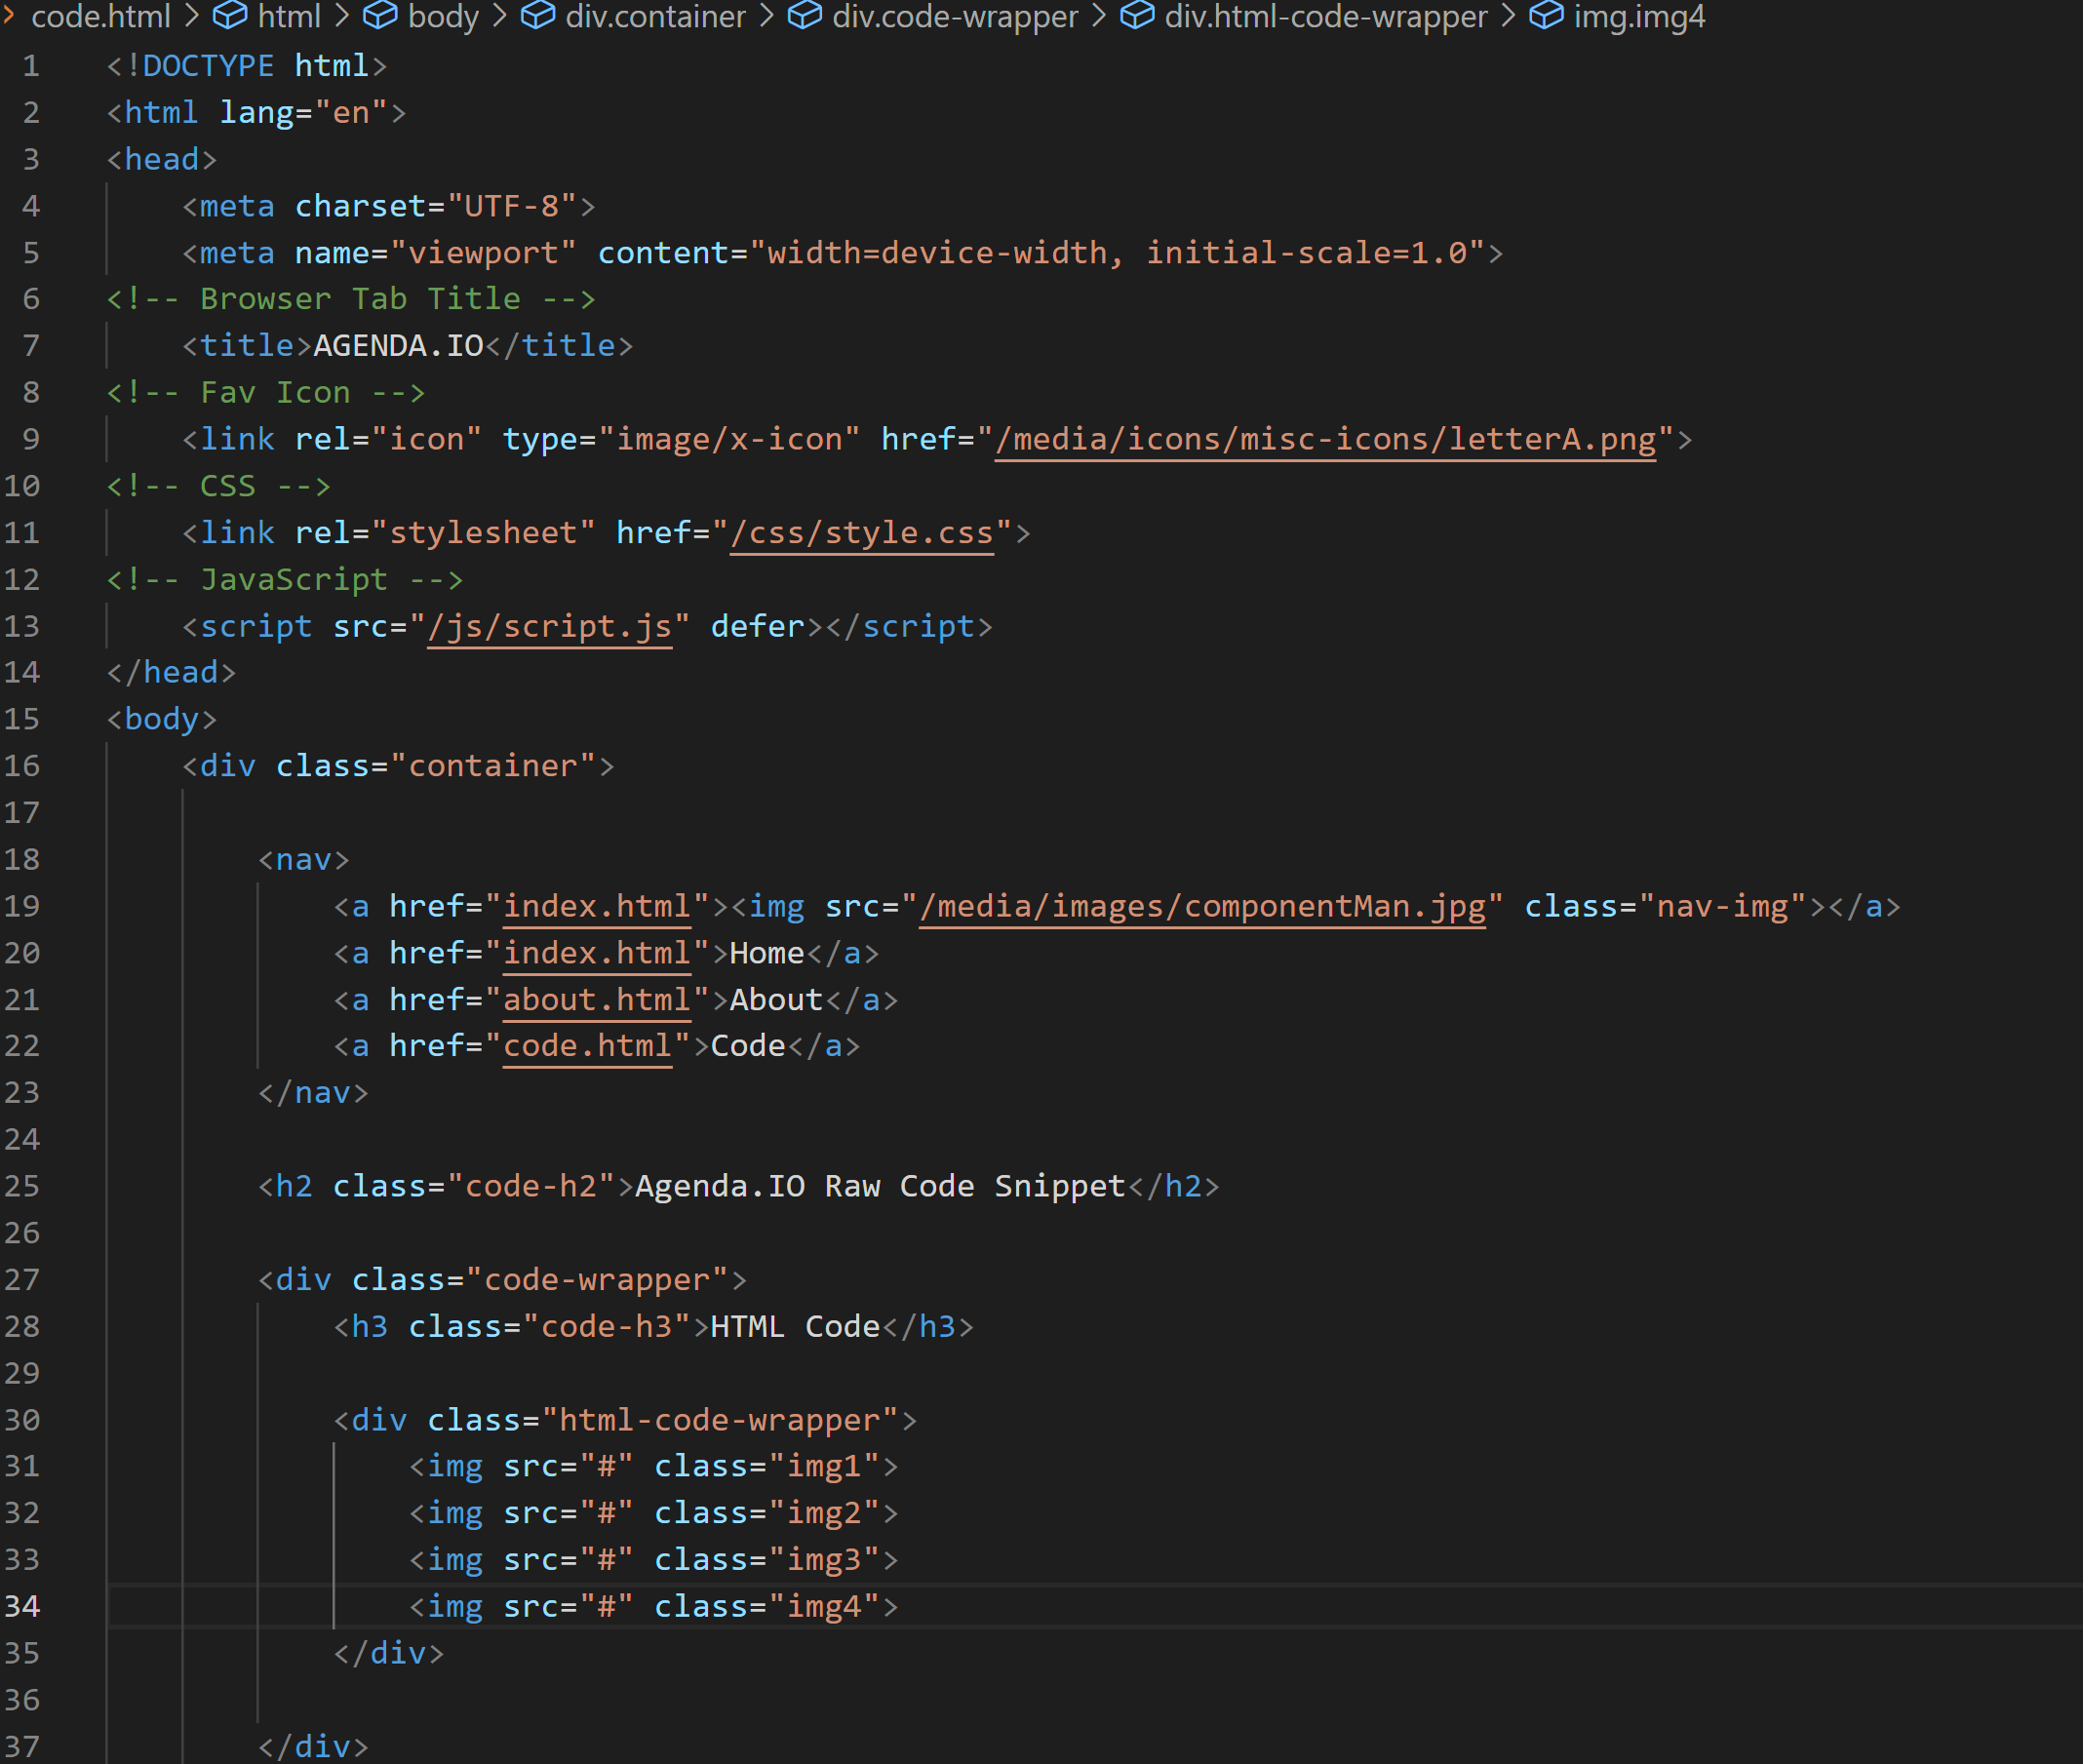 code.html > html > body > div.container > div.code-wrapper > div.html-code-wrapper > img.img4
1 <!DOCTYPE html>
2 <html lang="en">
3 <head>
4     <meta charset="UTF-8">
5     <meta name="viewport" content="width=device-width, initial-scale=1.0">
6 <!-- Browser Tab Title -->
7     <title>AGENDA.IO</title>
8 <!-- Fav Icon -->
9     <link rel="icon" type="image/x-icon" href="/media/icons/misc-icons/letterA.png">
10 <!-- CSS -->
11     <link rel="stylesheet" href="/css/style.css">
12 <!-- JavaScript -->
13     <script src="/js/script.js" defer></script>
14 </head>
15 <body>
16     <div class="container">
17
18         <nav>
19             <a href="index.html"><img src="/media/images/componentMan.jpg" class="nav-img"></a>
20             <a href="index.html">Home</a>
21             <a href="about.html">About</a>
22             <a href="code.html">Code</a>
23         </nav>
24
25         <h2 class="code-h2">Agenda.IO Raw Code Snippet</h2>
26
27         <div class="code-wrapper">
28             <h3 class="code-h3">HTML Code</h3>
29
30             <div class="html-code-wrapper">
31                 <img src="#" class="img1">
32                 <img src="#" class="img2">
33                 <img src="#" class="img3">
34                 <img src="#" class="img4">
35             </div>
36
37         </div>